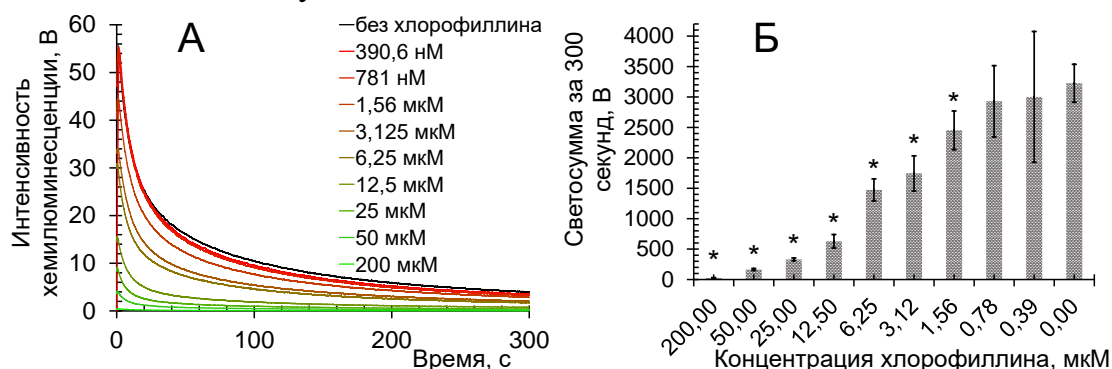 А
Интенсивность
хемилюминесценции, В
60
50
40
30
20
10
0
0
100
200
300
Время, с
без хлорофиллина
390,6 нМ
781 нМ
1,56 мкМ
3,125 мкМ
6,25 мкМ
12,5 мкМ
25 мкМ
50 мкМ
200 мкМ
Б
Светосумма за 300
секунд, В
4000
3500
3000
2500
2000
1500
1000
500
0
* * * * * * *
200,00
50,00
25,00
12,50
6,25
3,12
1,56
0,78
0,39
0,00
Концентрация хлорофиллина, мкМ